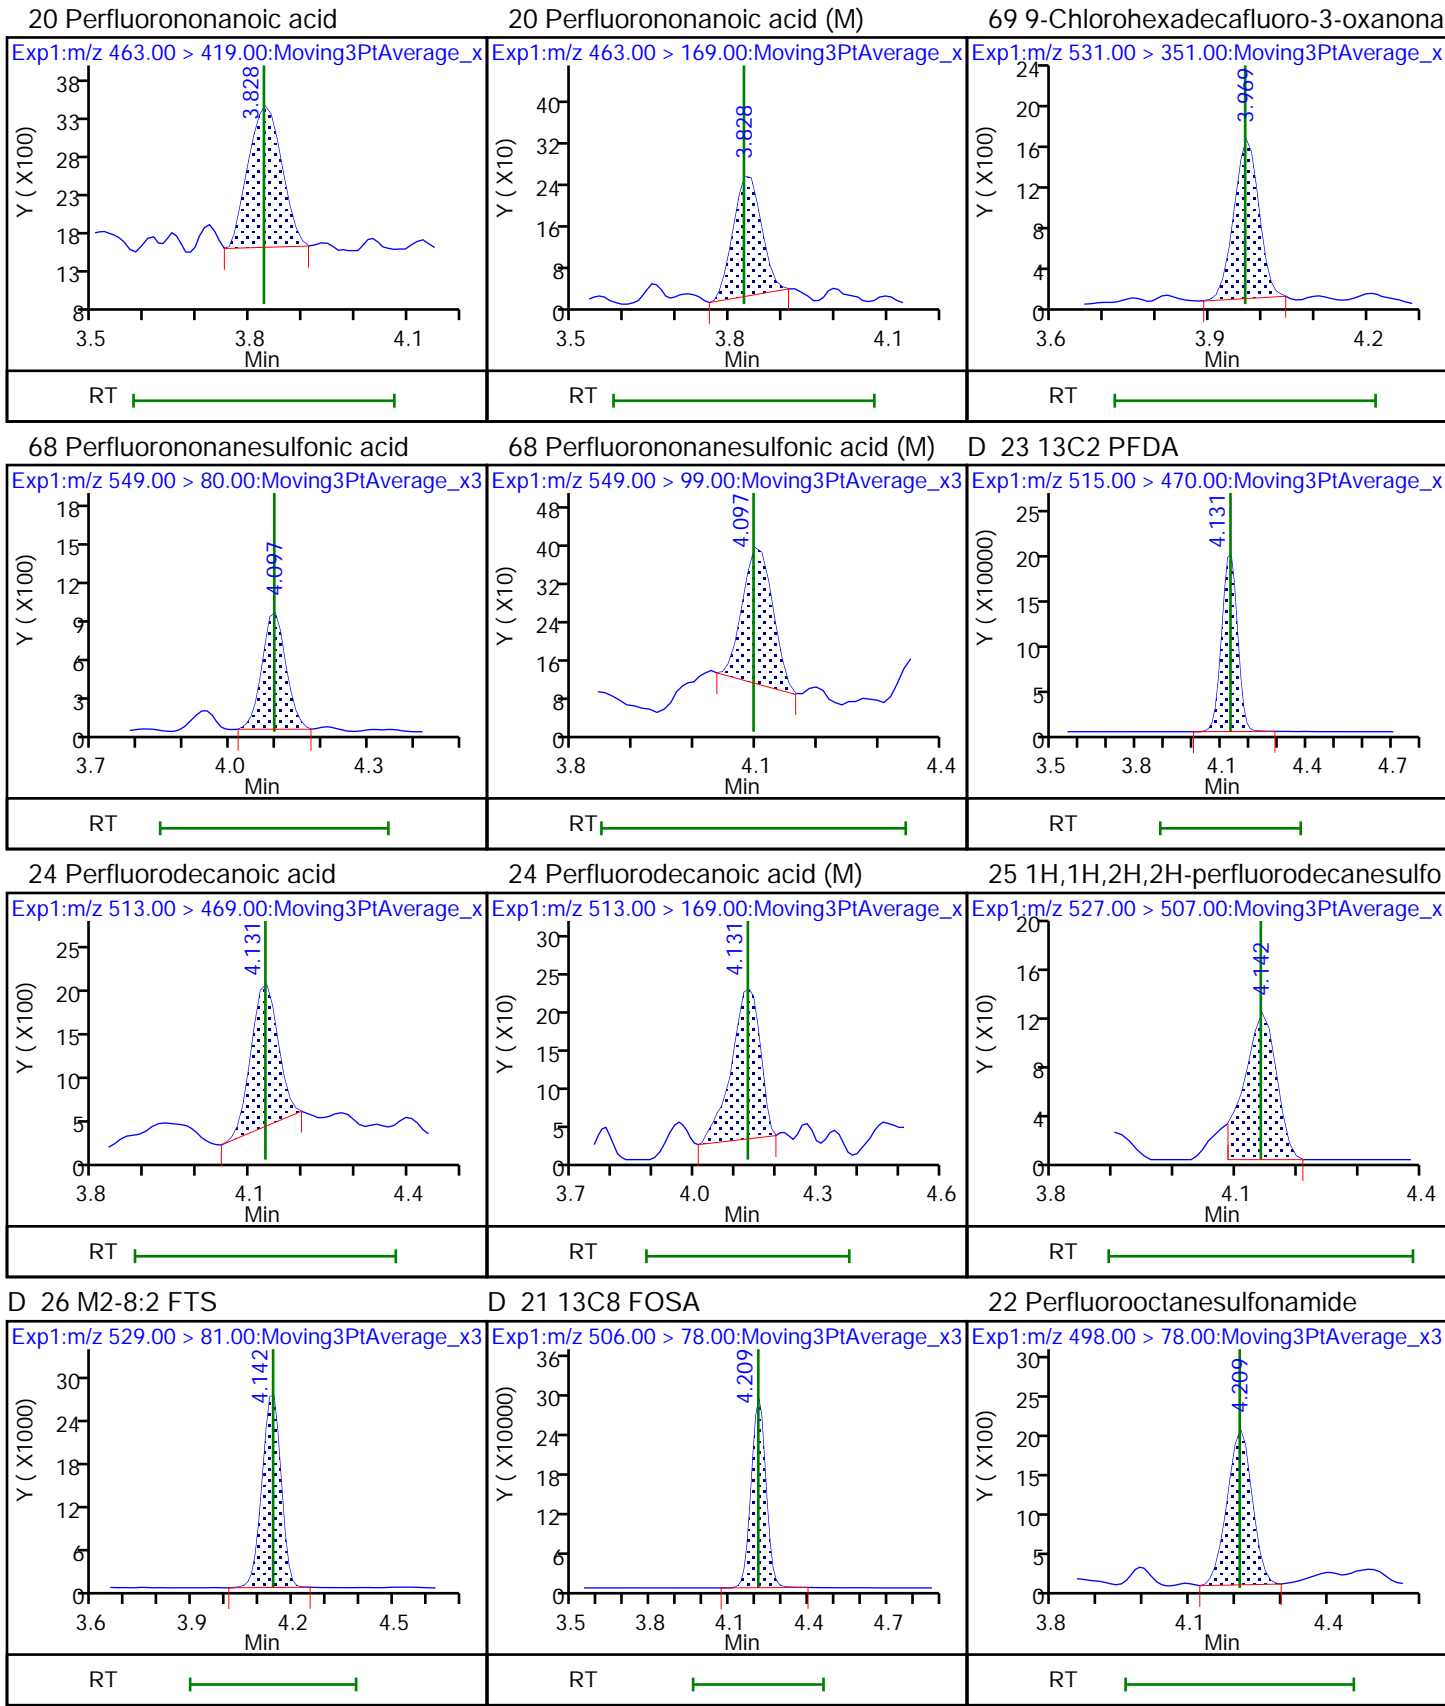 20 Perfluorononanoic acid
20 Perfluorononanoic acid (M)
69 9-Chlorohexadecafluoro-3-oxanona
Exp1:m/z 463.00 > 419.00:Moving3PtAverage_x
Exp1:m/z 463.00 > 169.00:Moving3PtAverage_x
Exp1:m/z 531.00 > 351.00:Moving3PtAverage_x
Y ( X100)
38
33
28
23
18
13
8
3.828
3.5 3.8 4.1
Min
RT
Y ( X10)
40
32
24
16
8
0
3.828
3.5 3.8 4.1
Min
RT
Y ( X100)
24
20
16
12
8
4
0
3.969
3.6 3.9 4.2
Min
RT
68 Perfluorononanesulfonic acid
68 Perfluorononanesulfonic acid (M)
D 23 13C2 PFDA
Exp1:m/z 549.00 > 80.00:Moving3PtAverage_x3
Exp1:m/z 549.00 > 99.00:Moving3PtAverage_x3
Exp1:m/z 515.00 > 470.00:Moving3PtAverage_x
Y ( X100)
18
15
12
9
6
3
0
4.097
3.7 4.0 4.3
Min
RT
Y ( X10)
48
40
32
24
16
8
0
4.097
3.8 4.1 4.4
Min
RT
Y ( X10000)
25
20
15
10
5
0
4.131
3.5 3.8 4.1 4.4 4.7
Min
RT
24 Perfluorodecanoic acid
24 Perfluorodecanoic acid (M)
25 1H,1H,2H,2H-perfluorodecanesulfo
Exp1:m/z 513.00 > 469.00:Moving3PtAverage_x
Exp1:m/z 513.00 > 169.00:Moving3PtAverage_x
Exp1:m/z 527.00 > 507.00:Moving3PtAverage_x
Y ( X100)
25
20
15
10
5
0
4.131
3.8 4.1 4.4
Min
RT
Y ( X10)
30
25
20
15
10
5
0
4.131
3.7 4.0 4.3 4.6
Min
RT
Y ( X10)
20
16
12
8
4
0
4.142
3.8 4.1 4.4
Min
RT
D 26 M2-8:2 FTS
D 21 13C8 FOSA
22 Perfluorooctanesulfonamide
Exp1:m/z 529.00 > 81.00:Moving3PtAverage_x3
Exp1:m/z 506.00 > 78.00:Moving3PtAverage_x3
Exp1:m/z 498.00 > 78.00:Moving3PtAverage_x3
Y ( X1000)
30
24
18
12
6
0
4.142
3.6 3.9 4.2 4.5
Min
RT
Y ( X10000)
36
30
24
18
12
6
0
4.209
3.5 3.8 4.1 4.4 4.7
Min
RT
Y ( X100)
25
20
15
10
5
0
4.209
3.8 4.1 4.4
Min
RT